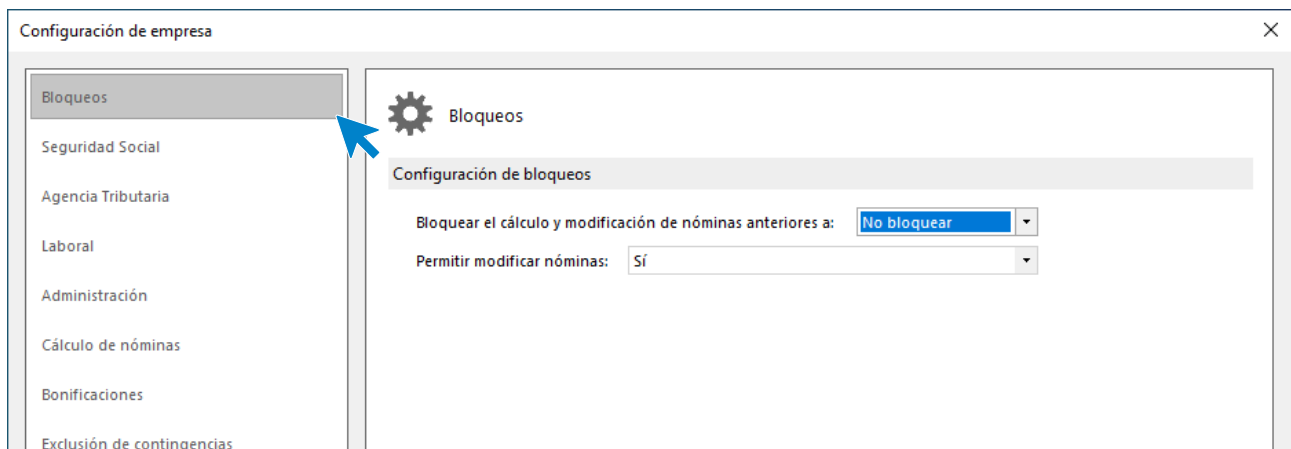 Configuración de empresa
Bloqueos
Seguridad Social
Agencia Tributaria
Laboral
Administración
Cálculo de nóminas
Bonificaciones
Exclusión de contingencias
Bloqueos
Configuración de bloqueos
Bloquear el cálculo y modificación de nóminas anteriores a: No bloquear
Permitir modificar nóminas: Sí